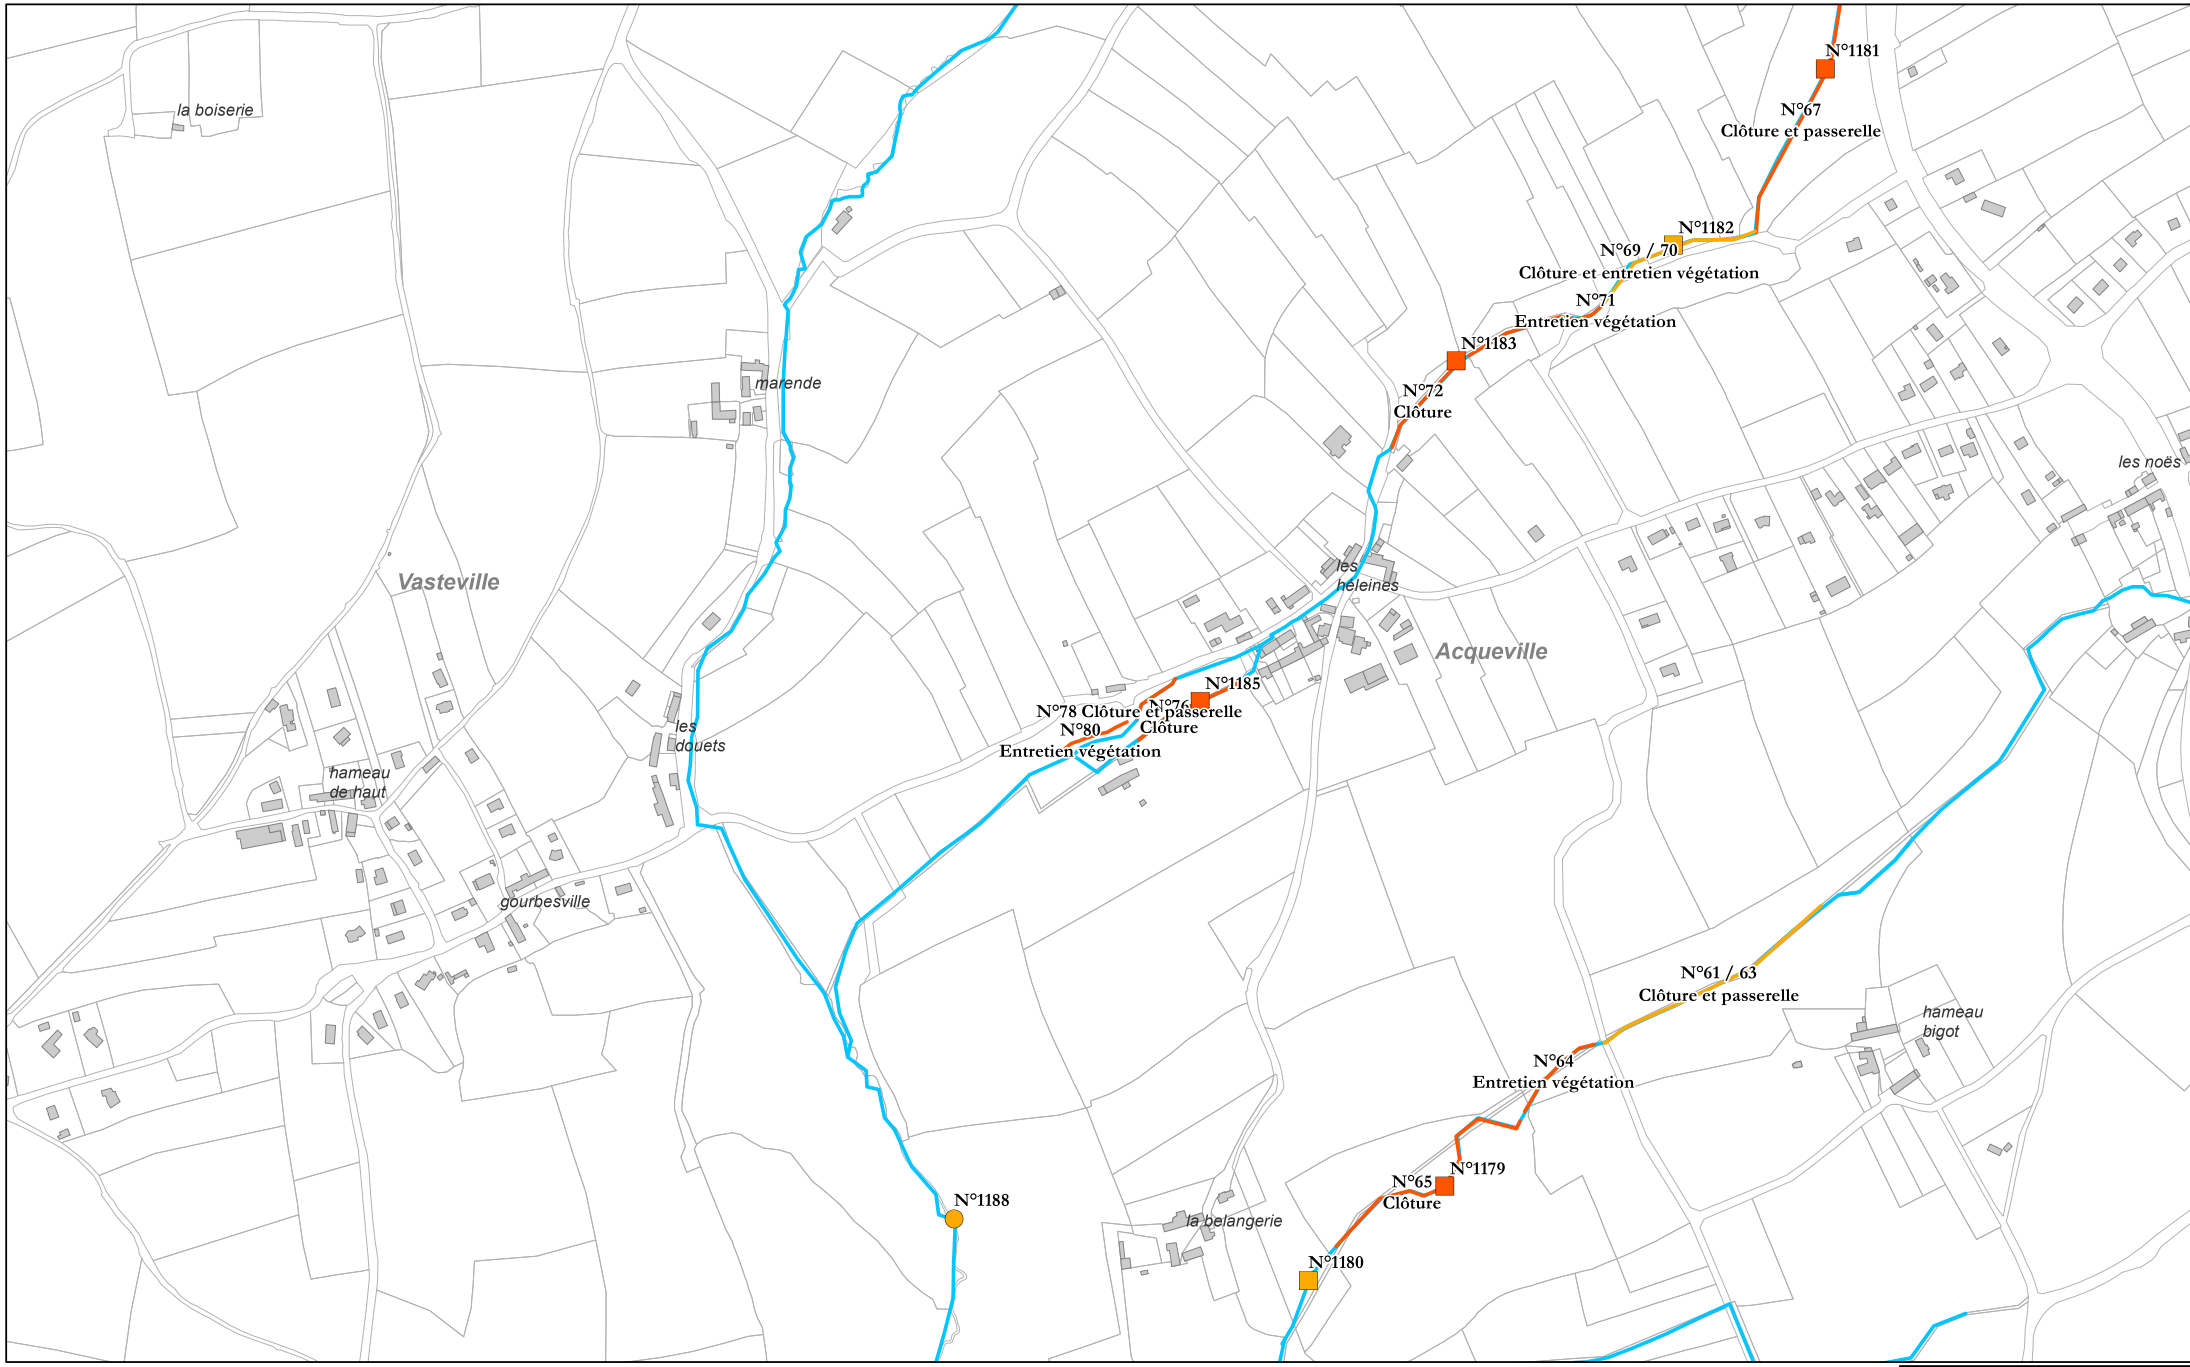 N°1181
N°67
Clôture et passerelle
la boiserie
N°1182
N°69 / 70
Clôture et entretien végétation
N°71
Entretien végétation
N°1183
marende
N°72
Clôture
les noës
Vasteville
les
héleines
Acqueville
N°1185
N°76
N°78 Clôture et passerelle
Clôture
N°80
Entretien végétation
les
douets
hameau
de haut
gourbesville
N°61 / 63
Clôture et passerelle
hameau
bigot
N°64
Entretien végétation
N°1179
N°65
Clôture
N°1188
la belangerie
N°1180